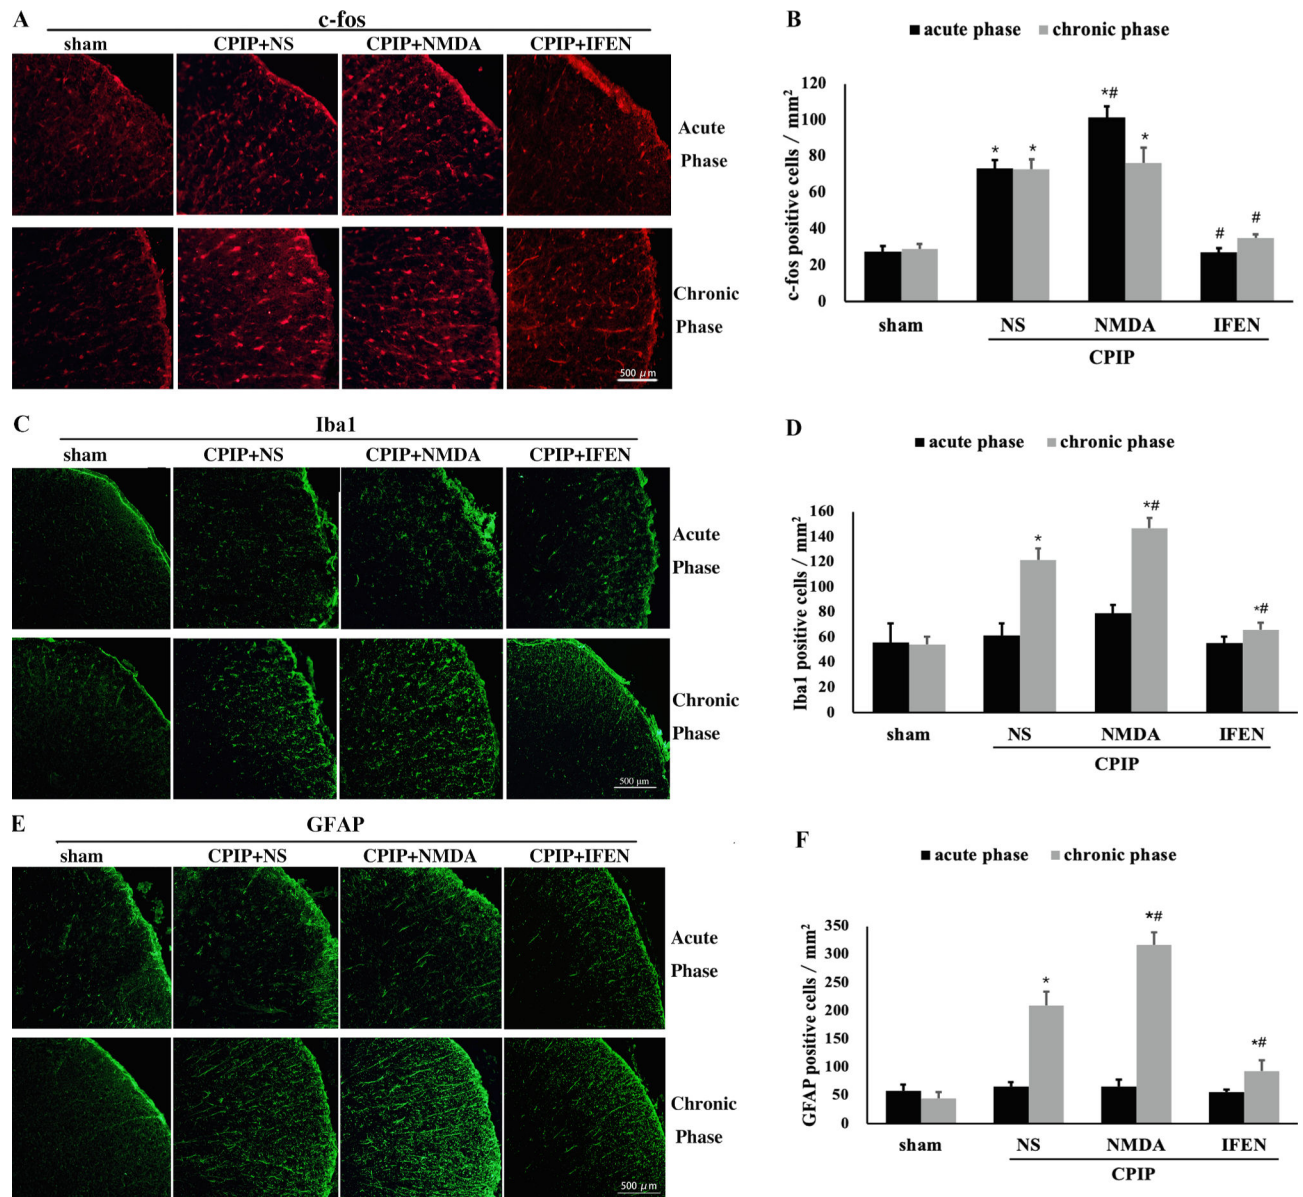 A
c-fos
sham CPIP+NS CPIP+NMDA CPIP+IFEN
Acute
Phase
Chronic
Phase
500 μm
B
acute phase chronic phase
c-fos positive cells / mm²
120
100
80
60
40
20
0
* * *# * # #
sham NS NMDA IFEN
CPIP
C
Iba1
sham CPIP+NS CPIP+NMDA CPIP+IFEN
Acute
Phase
Chronic
Phase
500 μm
D
acute phase chronic phase
Iba1 positive cells / mm²
160
140
120
100
80
60
40
20
0
* *# *#
sham NS NMDA IFEN
CPIP
E
GFAP
sham CPIP+NS CPIP+NMDA CPIP+IFEN
Acute
Phase
Chronic
Phase
500 μm
F
acute phase chronic phase
GFAP positive cells / mm²
350
300
250
200
150
100
50
0
* *# *#
sham NS NMDA IFEN
CPIP